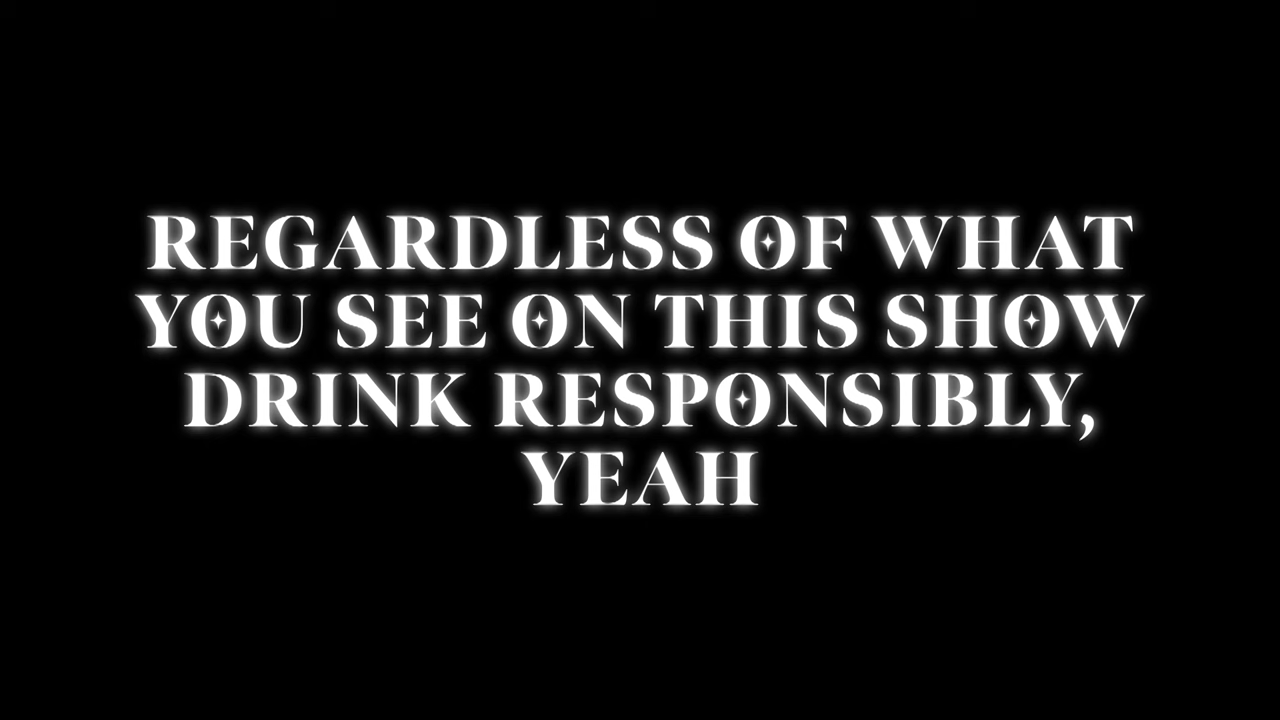 REGARDLESS OF WHAT
YOU SEE ON THIS SHOW
DRINK RESPONSIBLY,
YEAH